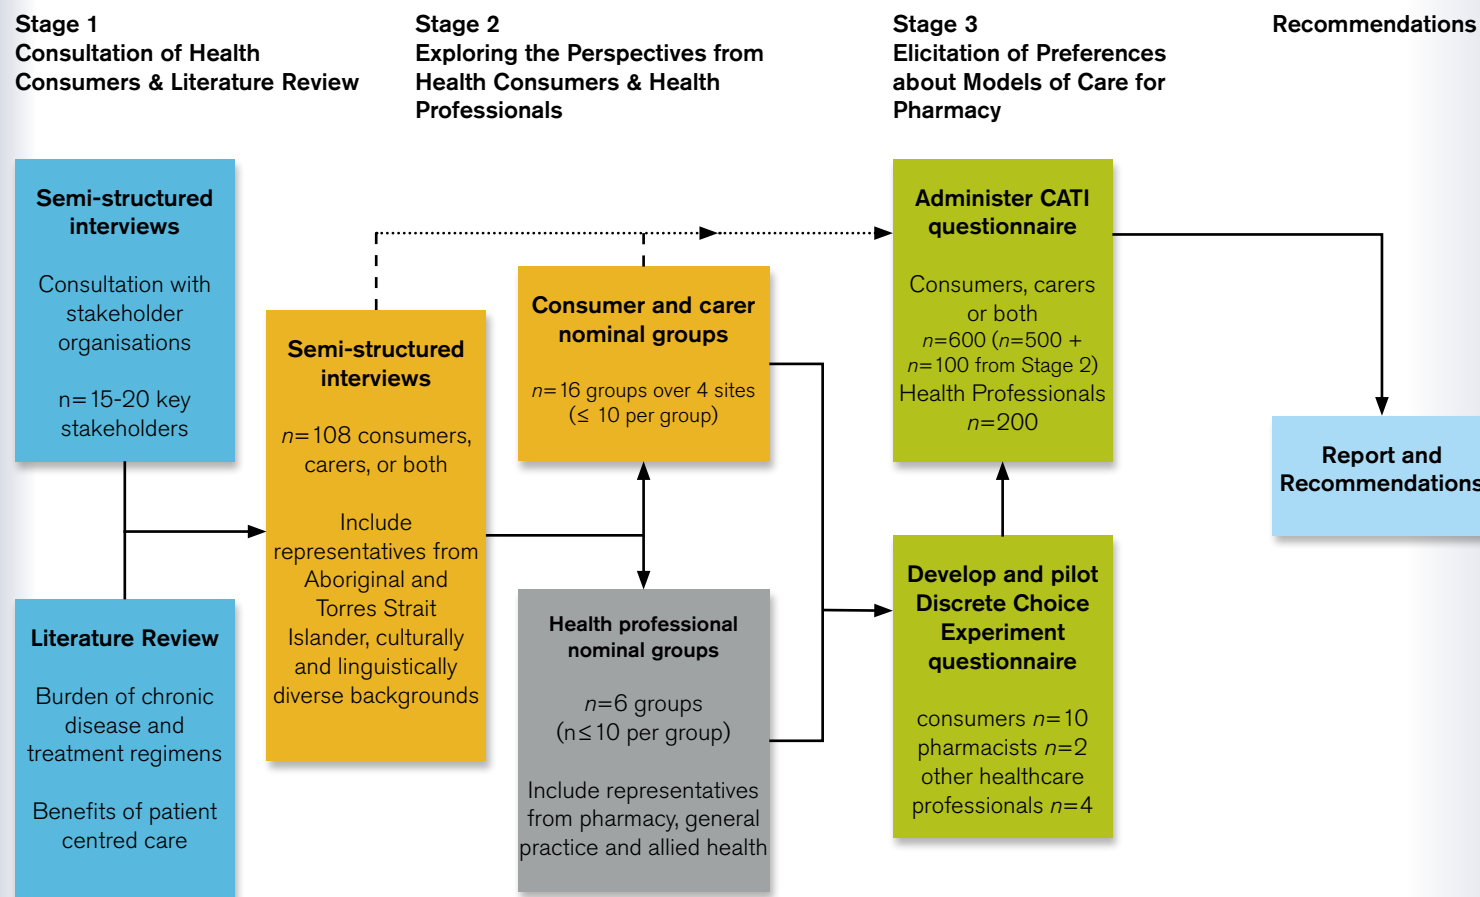 Stage 1
Consultation of Health
Consumers & Literature Review
Stage 2
Exploring the Perspectives from
Health Consumers & Health
Professionals
Stage 3
Elicitation of Preferences
about Models of Care for
Pharmacy
Recommendations
Semi-structured
interviews
Consultation with
stakeholder
organisations
n=15-20 key
stakeholders
Literature Review
Burden of chronic
disease and
treatment regimens
Benefits of patient
centred care
Semi-structured
interviews
n=108 consumers,
carers, or both
Include
representatives from
Aboriginal and
Torres Strait
Islander, culturally
and linguistically
diverse backgrounds
Consumer and carer
nominal groups
n=16 groups over 4 sites
(≤ 10 per group)
Health professional
nominal groups
n=6 groups
(n≤10 per group)
Include representatives
from pharmacy, general
practice and allied health
Administer CATI
questionnaire
Consumers, carers
or both
n=600 (n=500 +
n=100 from Stage 2)
Health Professionals
n=200
Develop and pilot
Discrete Choice
Experiment
questionnaire
consumers n=10
pharmacists n=2
other healthcare
professionals n=4
Report and
Recommendations